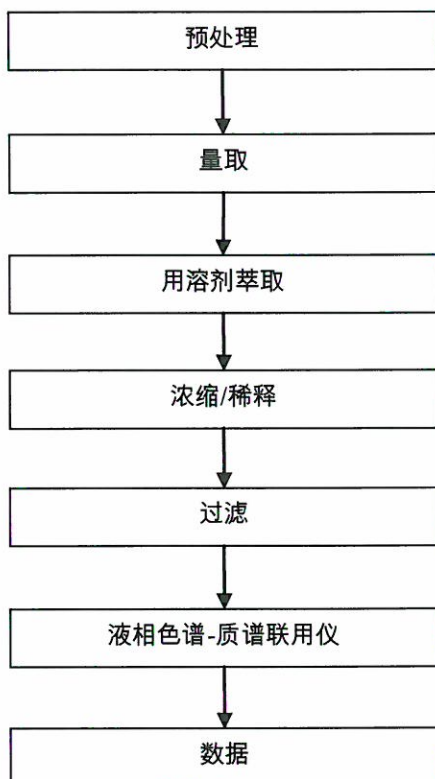 预处理
量取
用溶剂萃取
浓缩/稀释
过滤
液相色谱-质谱联用仪
数据